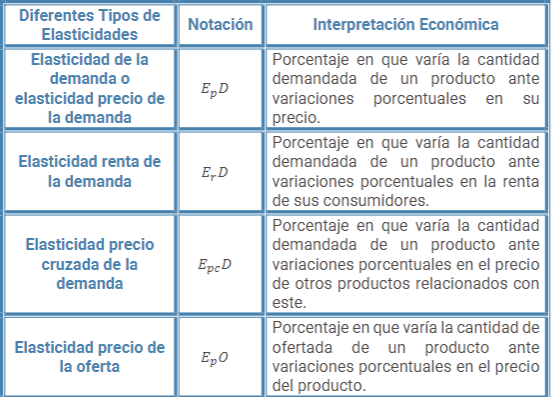 Diferentes Tipos de
Elasticidades
Notación
Interpretación Económica
Elasticidad de la
demanda o
elasticidad precio de
la demanda
EpD
Porcentaje en que varía la cantidad
demandada de un producto ante
variaciones porcentuales en su
precio.
Elasticidad renta de
la demanda
ErD
Porcentaje en que varía la cantidad
demandada de un producto ante
variaciones porcentuales en la renta
de sus consumidores.
Elasticidad precio
cruzada de la
demanda
EpcD
Porcentaje en que varía la cantidad
demandada de un producto ante
variaciones porcentuales en el precio
de otros productos relacionados con
este.
Elasticidad precio de
la oferta
EpO
Porcentaje en que varía la cantidad de
ofertada de un producto ante
variaciones porcentuales en el precio
del producto.